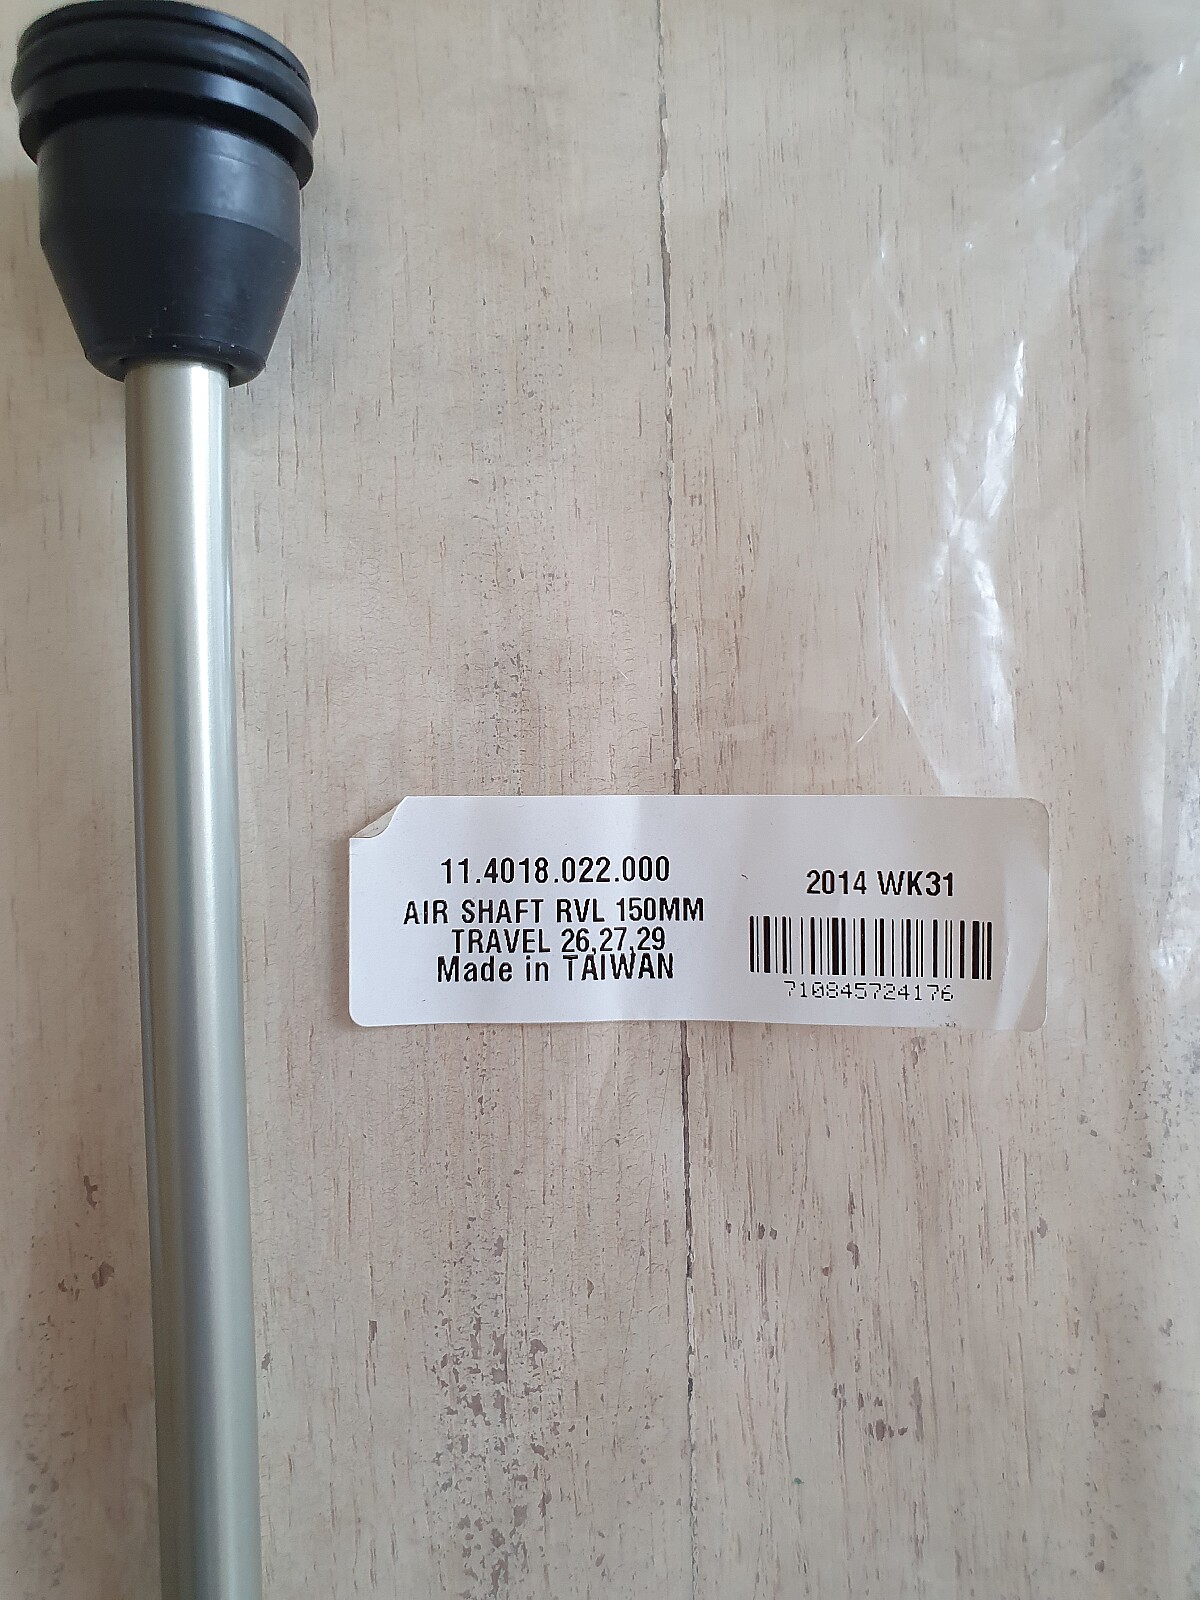 11.4018.022.000
AIR SHAFT RVL 150MM
TRAVEL 26,27,29
Made in TAIWAN
2014 WK31
710845724176